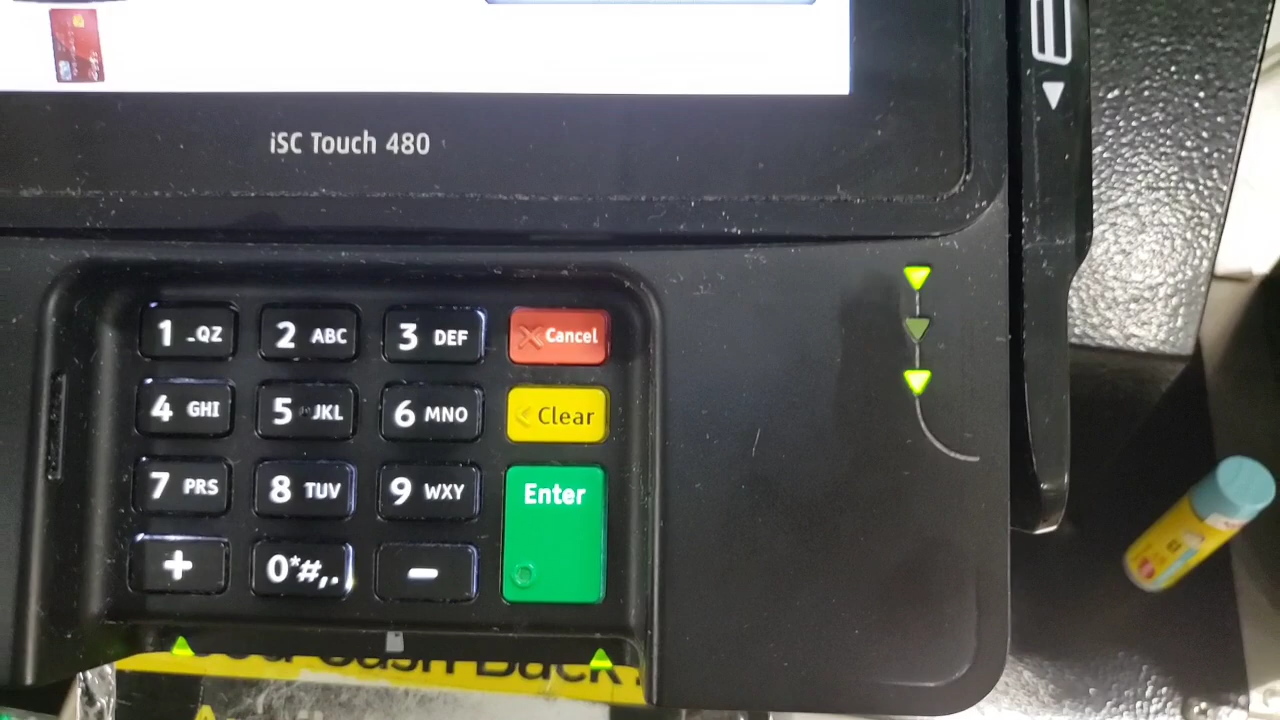 iSC Touch 480
1 _QZ 2 ABC 3 DEF Cancel
4 GHI 5 JKL 6 MNO < Clear
7 PRS 8 TUV 9 WXY Enter
+ 0*#,. -
Cash Back